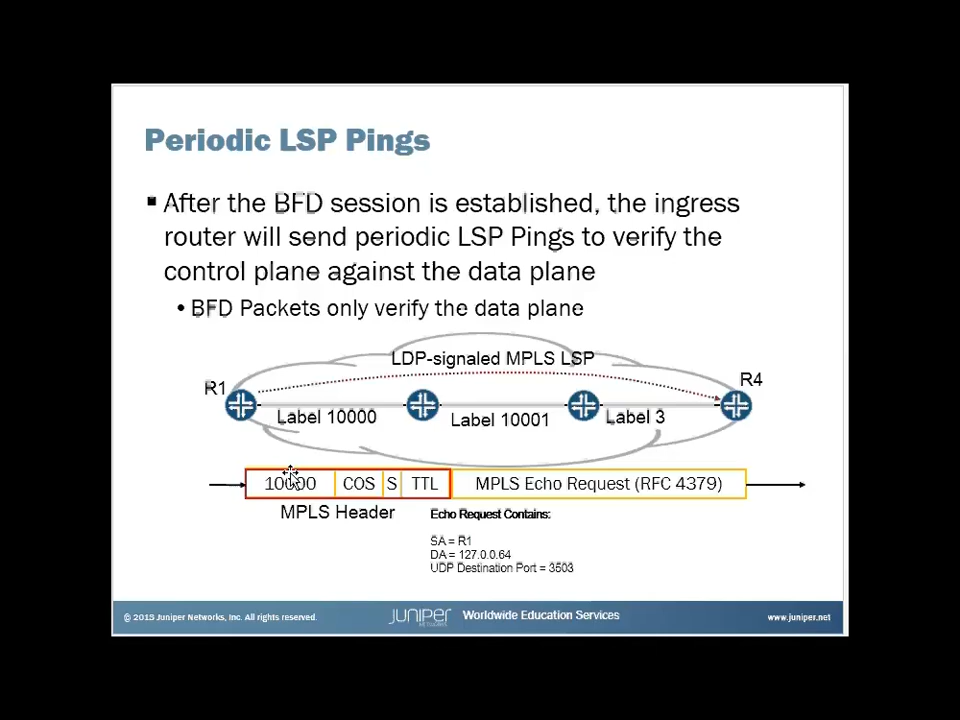 Periodic LSP Pings
▪ After the BFD session is established, the ingress
router will send periodic LSP Pings to verify the
control plane against the data plane
• BFD Packets only verify the data plane
LDP-signaled MPLS LSP
R1
R4
Label 10000
Label 10001
Label 3
10000 COS S TTL MPLS Echo Request (RFC 4379)
MPLS Header
Echo Request Contains:
SA = R1
DA = 127.0.0.64
UDP Destination Port = 3503
© 2013 Juniper Networks, Inc. All rights reserved.
JUNIPER
NETWORKS
Worldwide Education Services
www.juniper.net